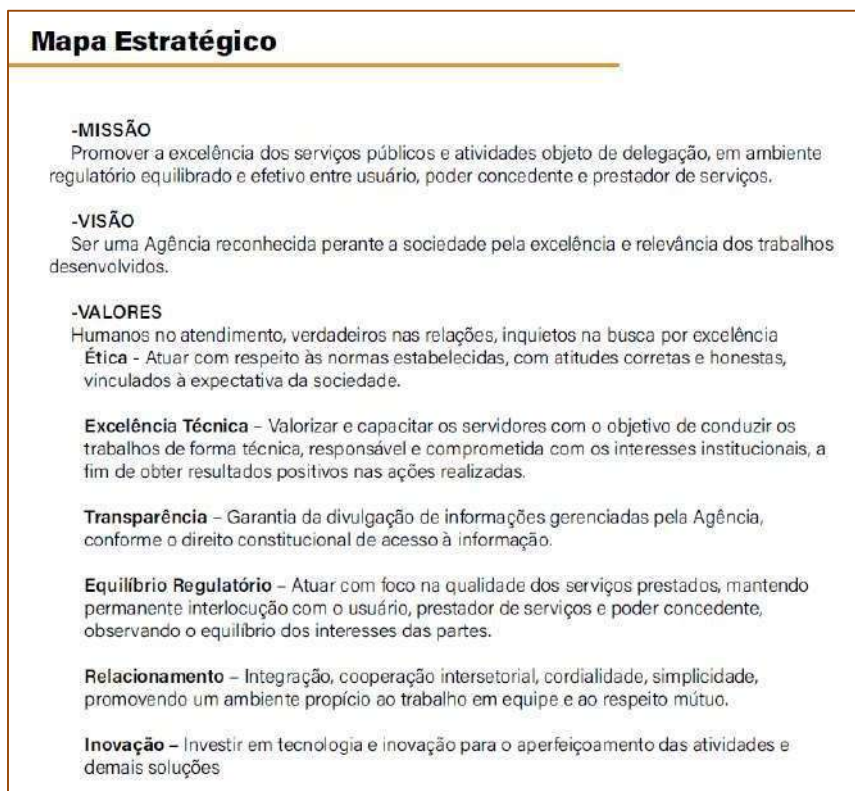 Mapa Estratégico
-MISSÃO
Promover a excelência dos serviços públicos e atividades objeto de delegação, em ambiente
regulatório equilibrado e efetivo entre usuário, poder concedente e prestador de serviços.
-VISÃO
Ser uma Agência reconhecida perante a sociedade pela excelência e relevância dos trabalhos
desenvolvidos.
-VALORES
Humanos no atendimento, verdadeiros nas relações, inquietos na busca por excelência
Ética - Atuar com respeito às normas estabelecidas, com atitudes corretas e honestas,
vinculados à expectativa da sociedade.
Excelência Técnica – Valorizar e capacitar os servidores com o objetivo de conduzir os
trabalhos de forma técnica, responsável e comprometida com os interesses institucionais, a
fim de obter resultados positivos nas ações realizadas.
Transparência – Garantia da divulgação de informações gerenciadas pela Agência,
conforme o direito constitucional de acesso à informação.
Equilíbrio Regulatório – Atuar com foco na qualidade dos serviços prestados, mantendo
permanente interlocução com o usuário, prestador de serviços e poder concedente,
observando o equilíbrio dos interesses das partes.
Relacionamento – Integração, cooperação intersetorial, cordialidade, simplicidade,
promovendo um ambiente propício ao trabalho em equipe e ao respeito mútuo.
Inovação – Investir em tecnologia e inovação para o aperfeiçoamento das atividades e
demais soluções